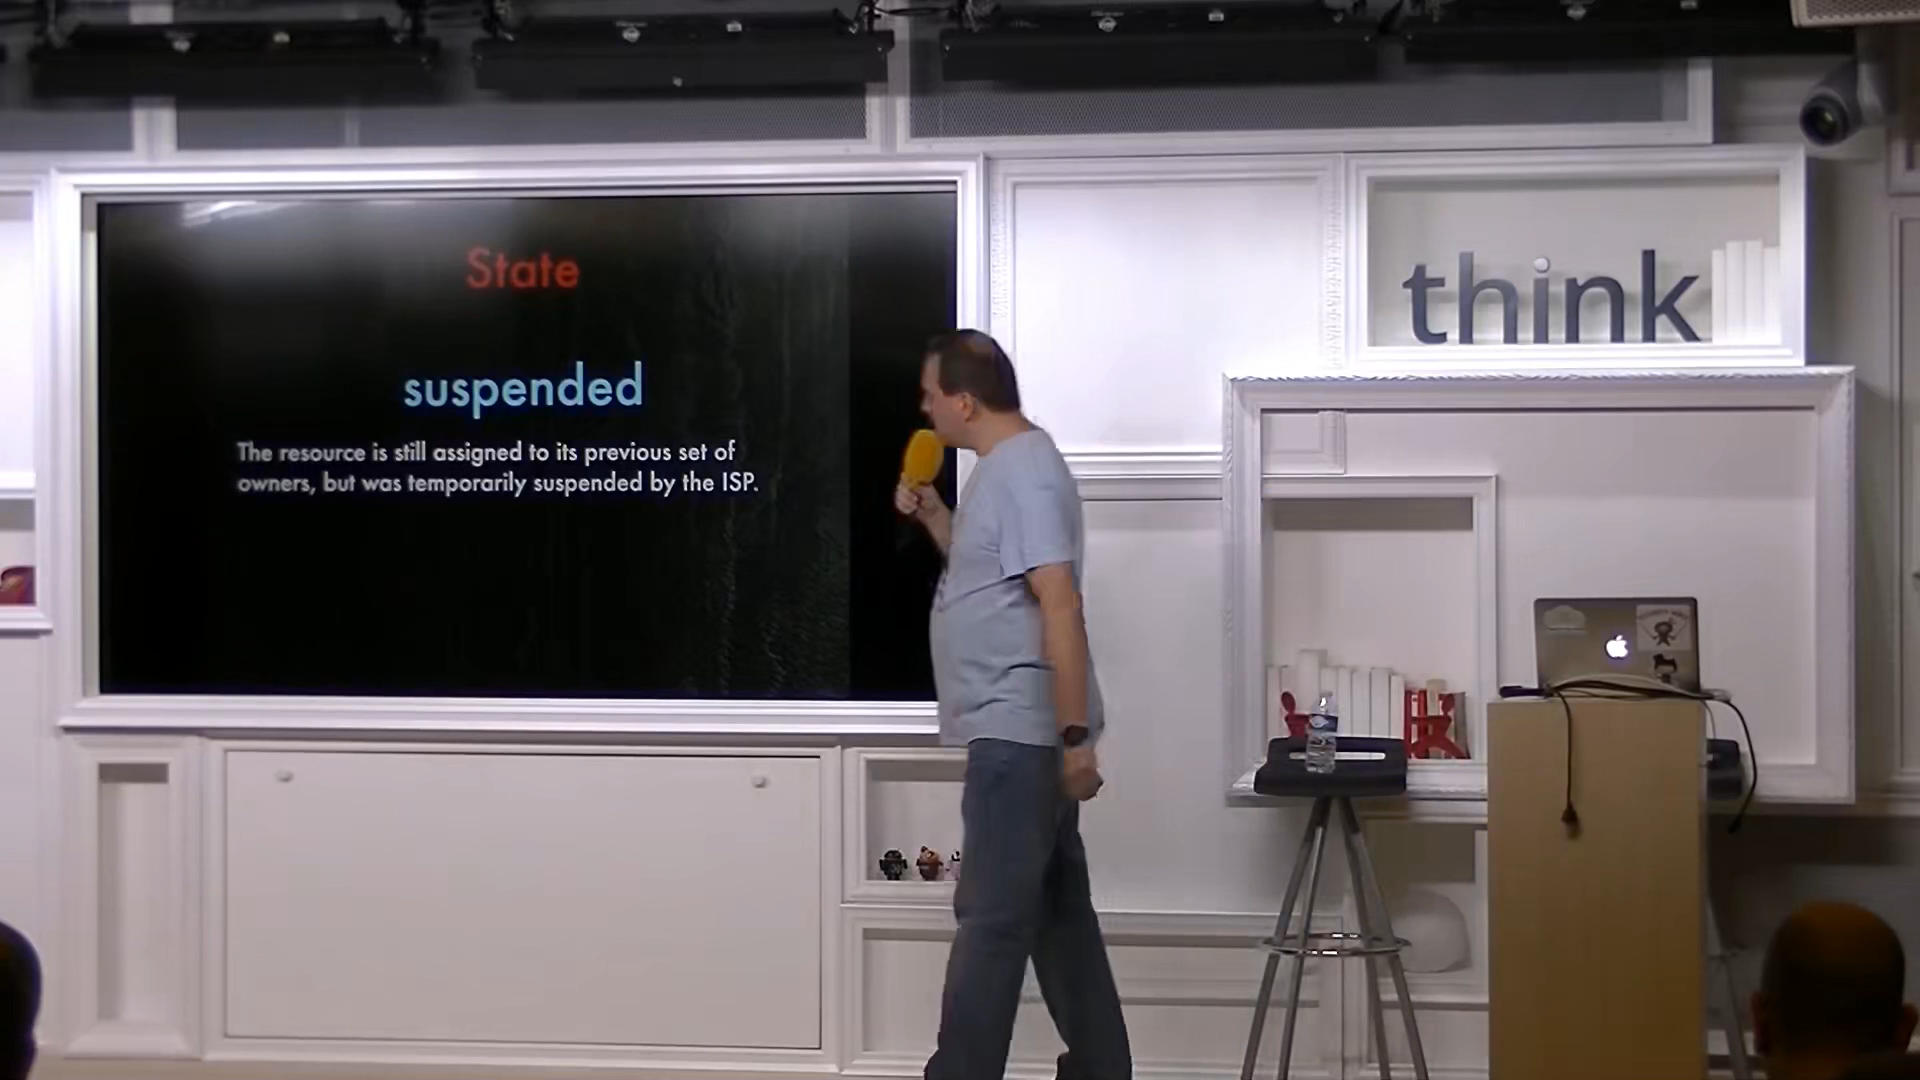 State
suspended
The resource is still assigned to its previous set of
owners, but was temporarily suspended by the ISP.
think